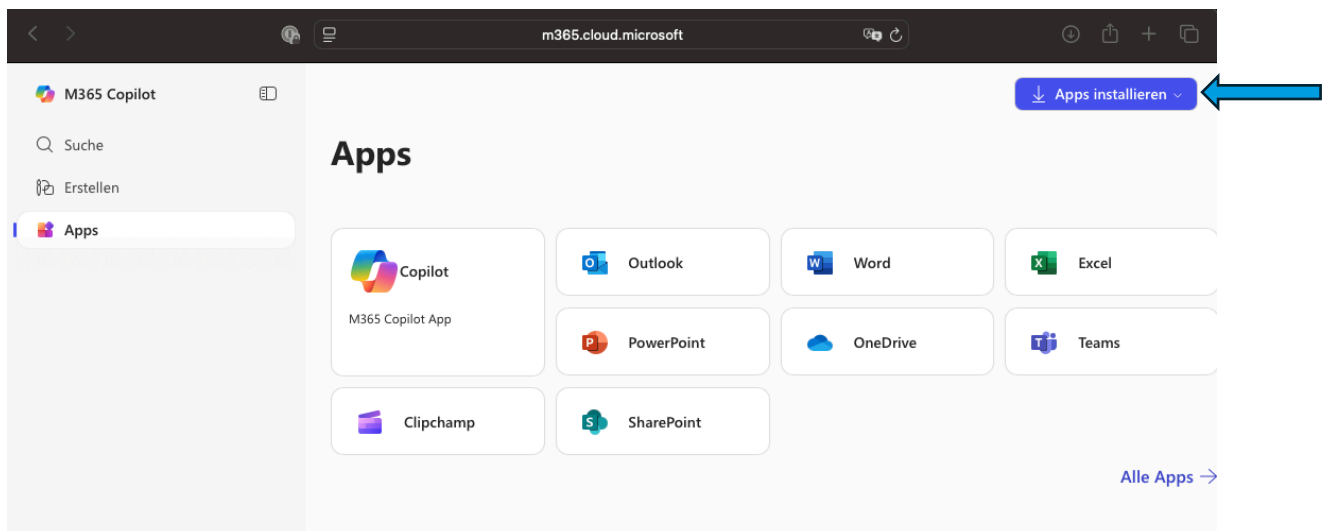 m365.cloud.microsoft
M365 Copilot
Apps installieren
Suche
Apps
Erstellen
Apps
Copilot
Outlook
Word
Excel
M365 Copilot App
PowerPoint
OneDrive
Teams
Clipchamp
SharePoint
Alle Apps